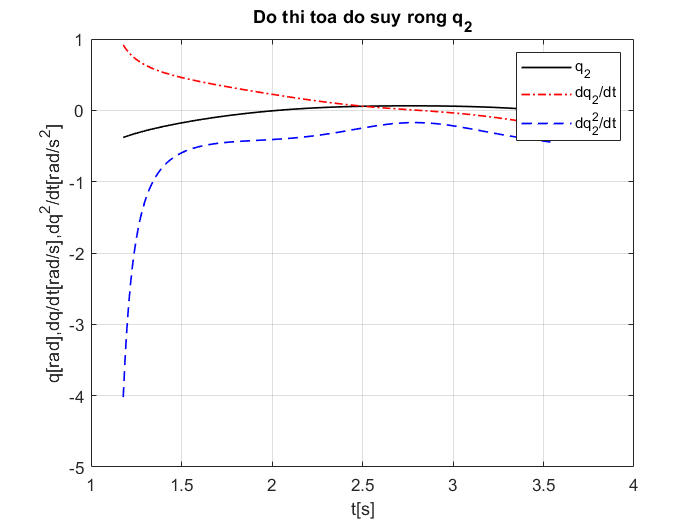 Do thi toa do suy rong q₂
q[rad],dq/dt[rad/s],dq²/dt[rad/s²]
1
0
-1
-2
-3
-4
-5
q₂
dq₂/dt
dq₂²/dt
1
1.5
2
2.5
3
3.5
4
t[s]